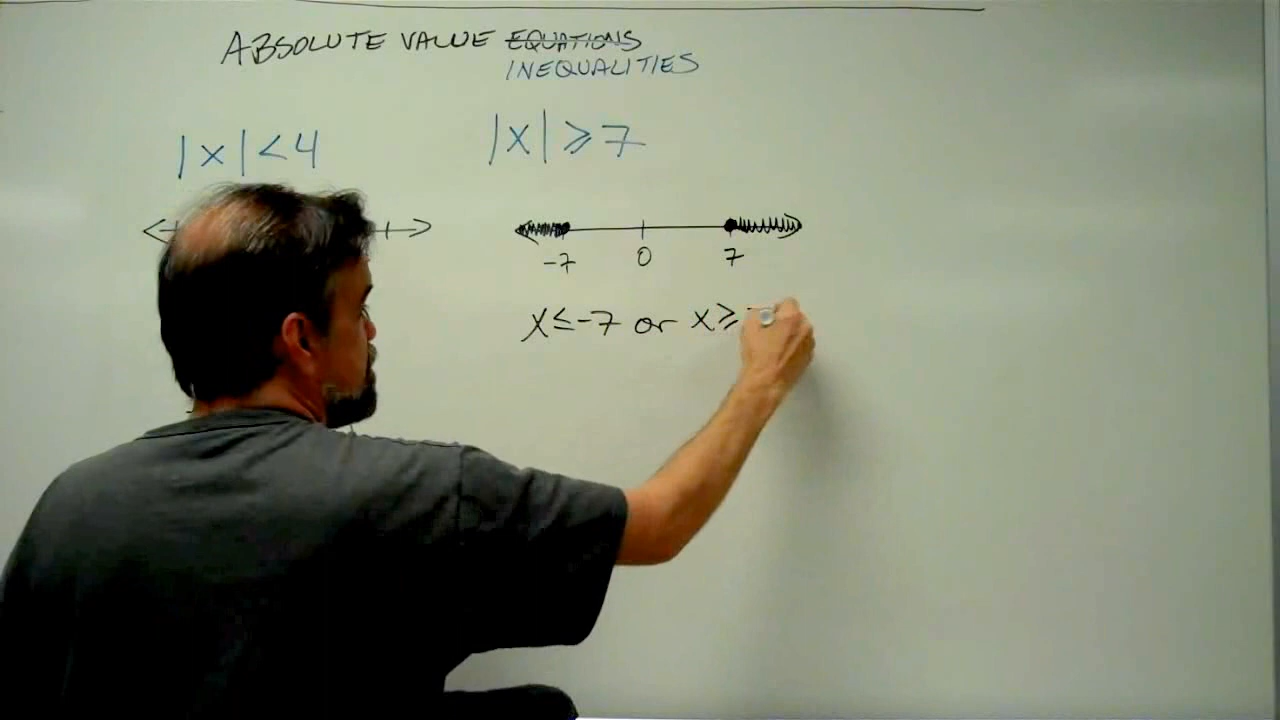 ABSOLUTE VALUE EQUATIONS
INEQUALITIES
|x| < 4
|x| ≥ 7
-7 0 7
x ≤ -7 or x ≥